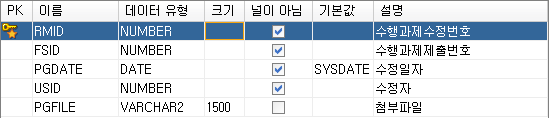 PK 이름 데이터 유형 크기 널이 아님 기본값 설명
RMID NUMBER 수행과제수정번호
FSID NUMBER 수행과제제출번호
PGDATE DATE SYSDATE 수정일자
USID NUMBER 수정자
PGFILE VARCHAR2 1500 첨부파일